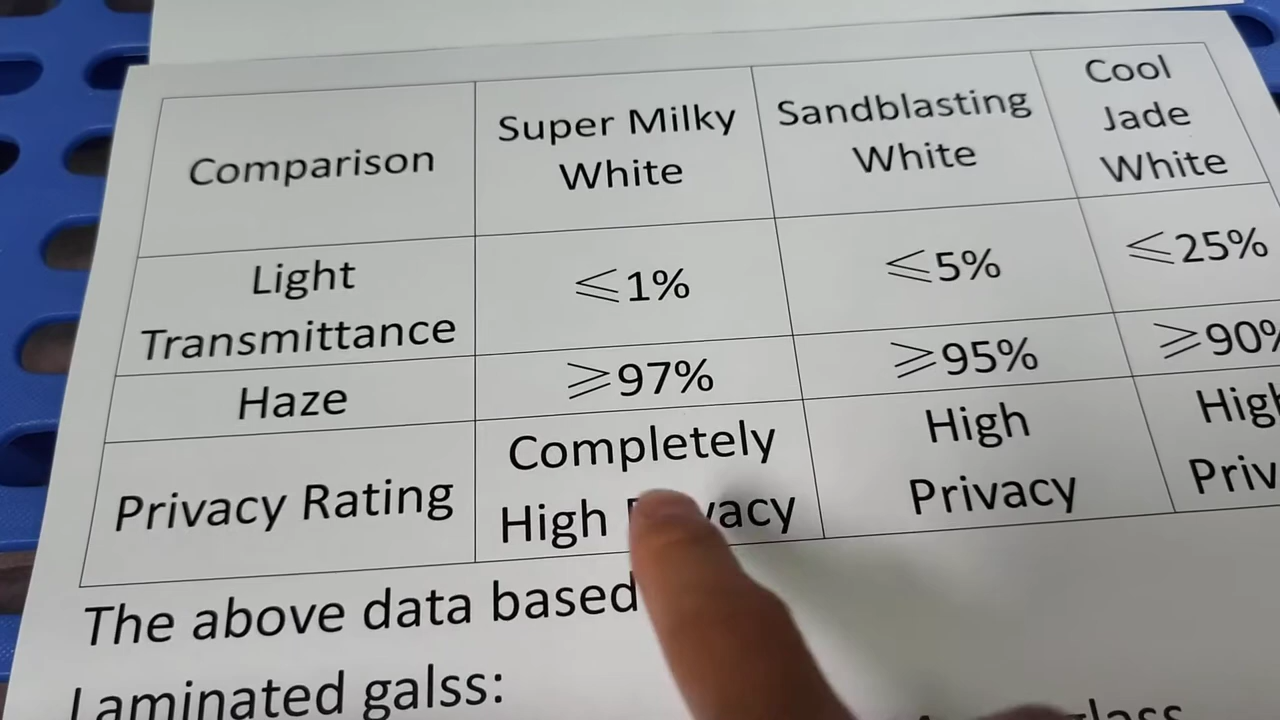 Comparison
Super Milky
White
Sandblasting
White
Cool
Jade
White
Light
Transmittance
≤1%
≤5%
≤25%
Haze
≥97%
≥95%
≥90%
Privacy Rating
Completely
High
High
Privacy
The above data based
Laminated galss: